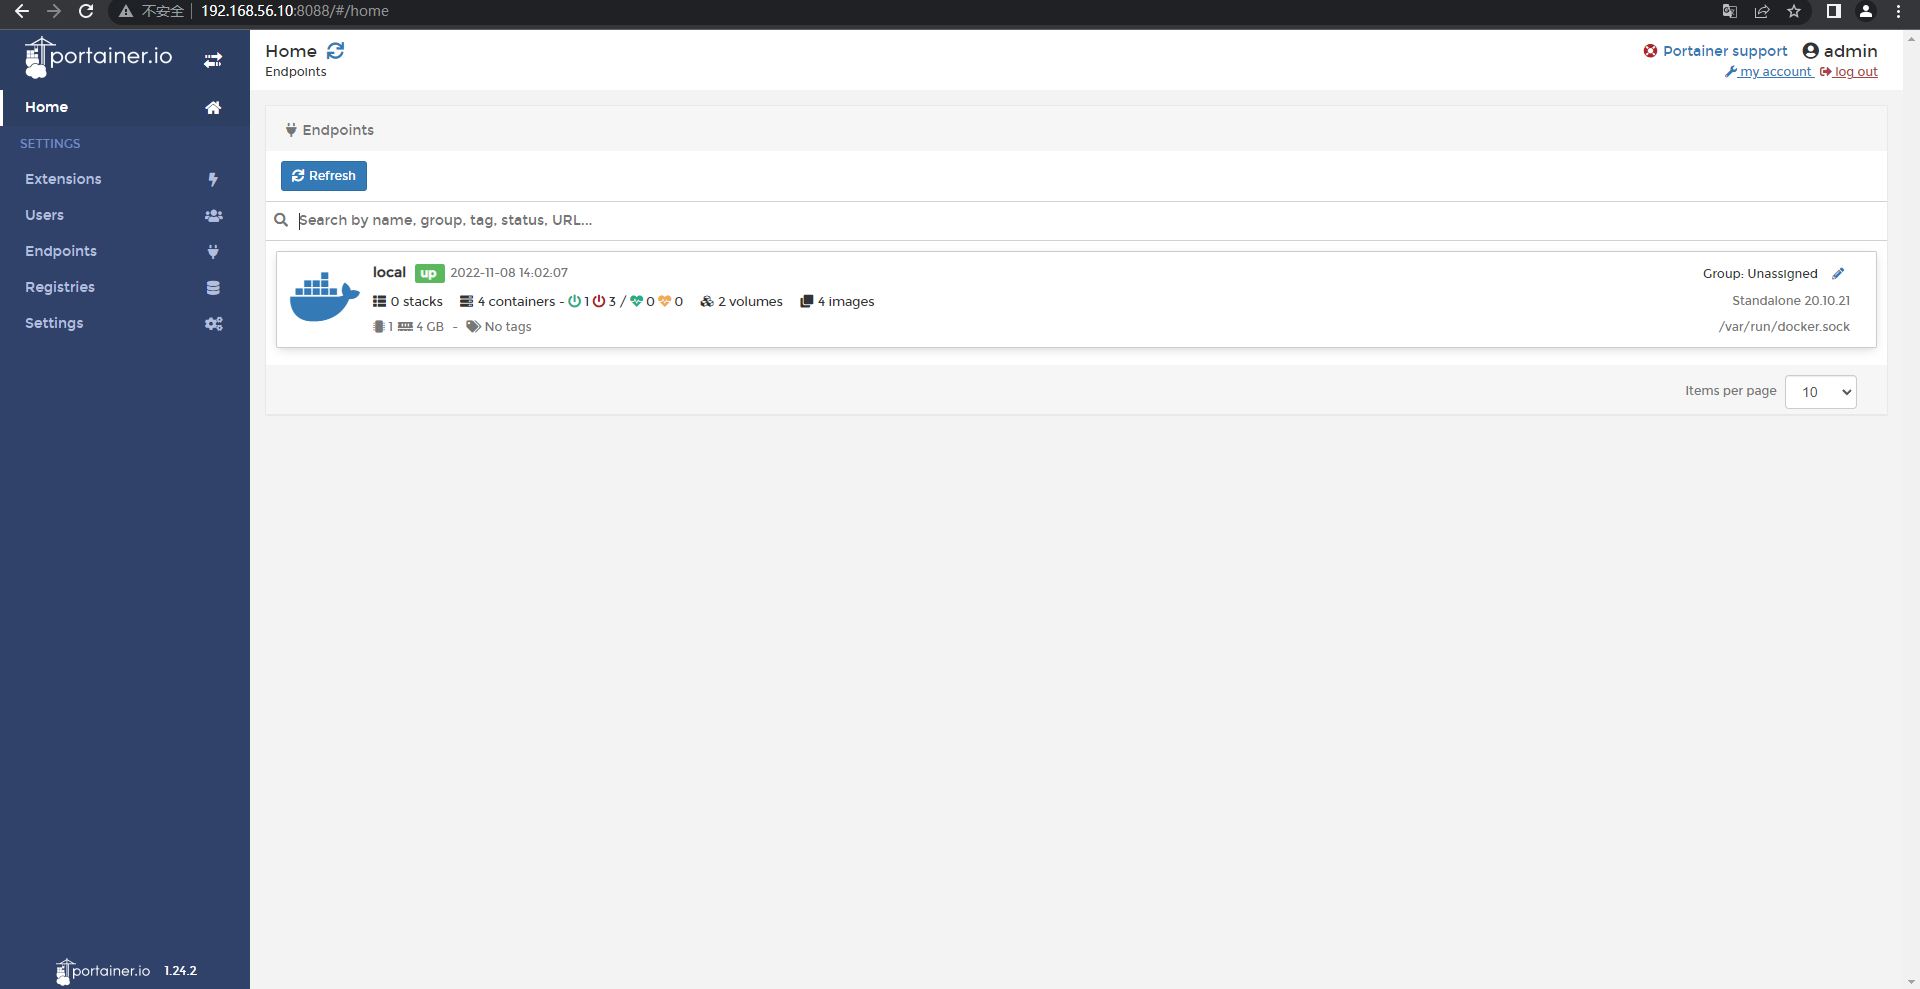 不安全 192.168.56.10:8088/#/home
portainer.io
Home
SETTINGS
Extensions
Users
Endpoints
Registries
Settings
portainer.io 1.24.2
Home
Endpoints
Portainer support admin
my account log out
Endpoints
Refresh
Search by name, group, tag, status, URL...
local up 2022-11-08 14:02:07
Group: Unassigned
0 stacks 4 containers - 1 3 / 0 0 2 volumes 4 images
Standalone 20.10.21
1 4 GB - No tags
/var/run/docker.sock
Items per page 10